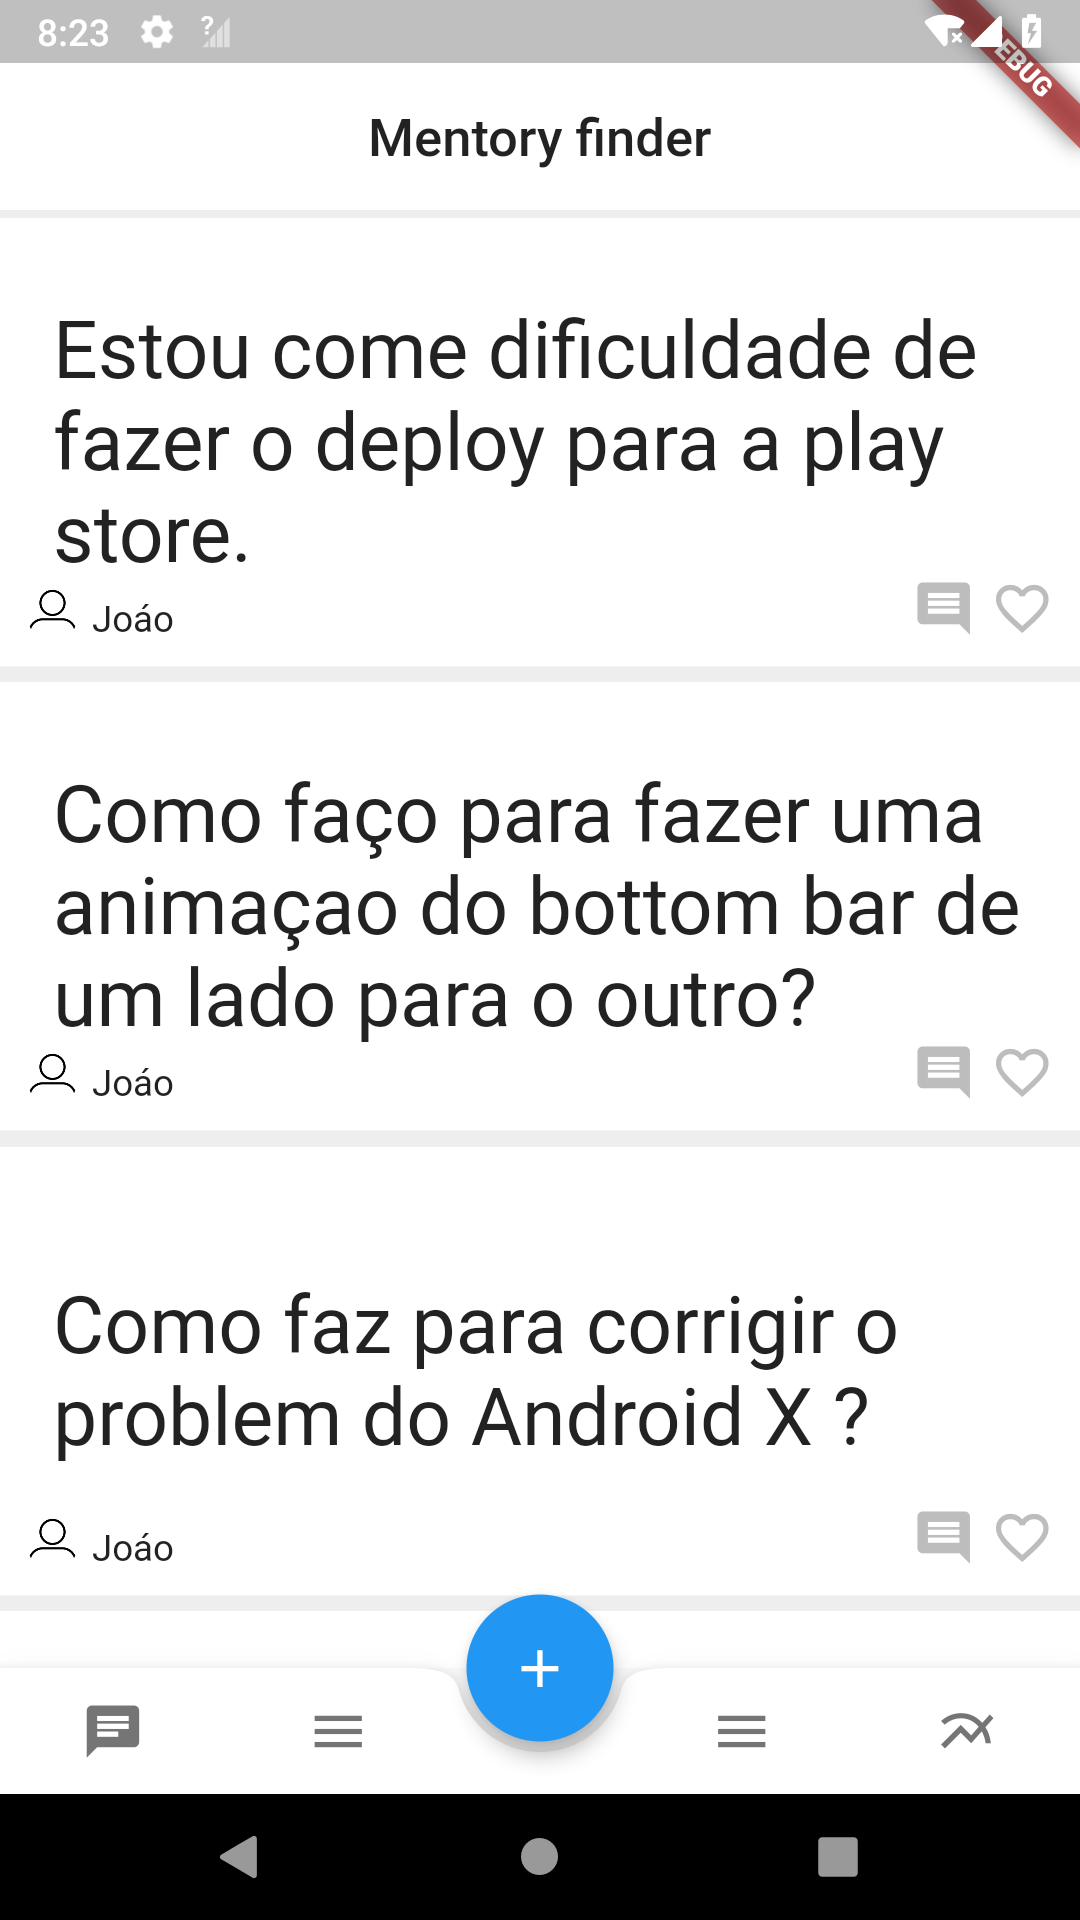 8:23
EBUG
Mentory finder
Estou come dificuldade de
fazer o deploy para a play
store.
Joáo
Como faço para fazer uma
animaçao do bottom bar de
um lado para o outro?
Joáo
Como faz para corrigir o
problem do Android X ?
Joáo